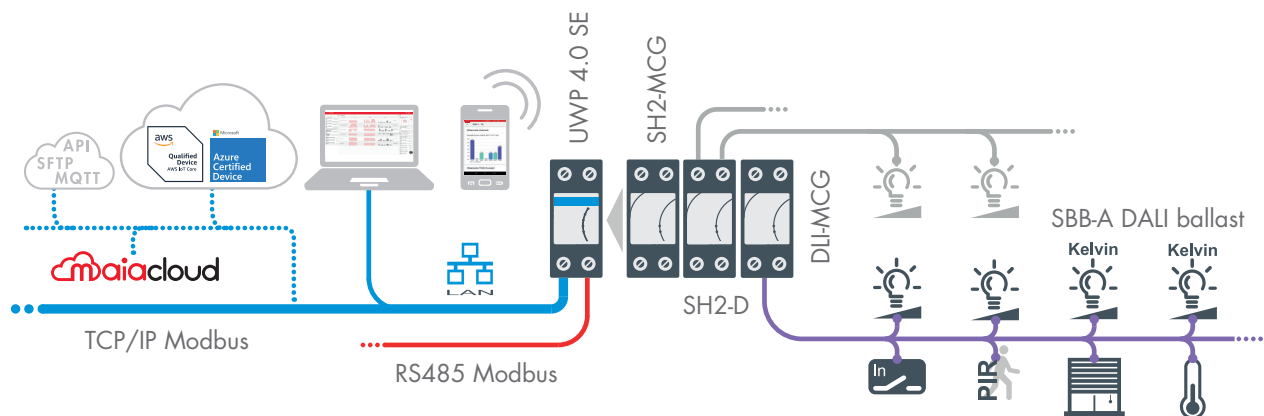 API
SFTP
MQTT
aws
Qualified
Device
AWS IoT Core
Microsoft
Azure
Certified
Device
maiacloud
TCP/IP Modbus
LAN
RS485 Modbus
UWP 4.0 SE
SH2-MCG
SH2-D
DLI-MCG
SBB-A DALI ballast
Kelvin
Kelvin
In
PIR